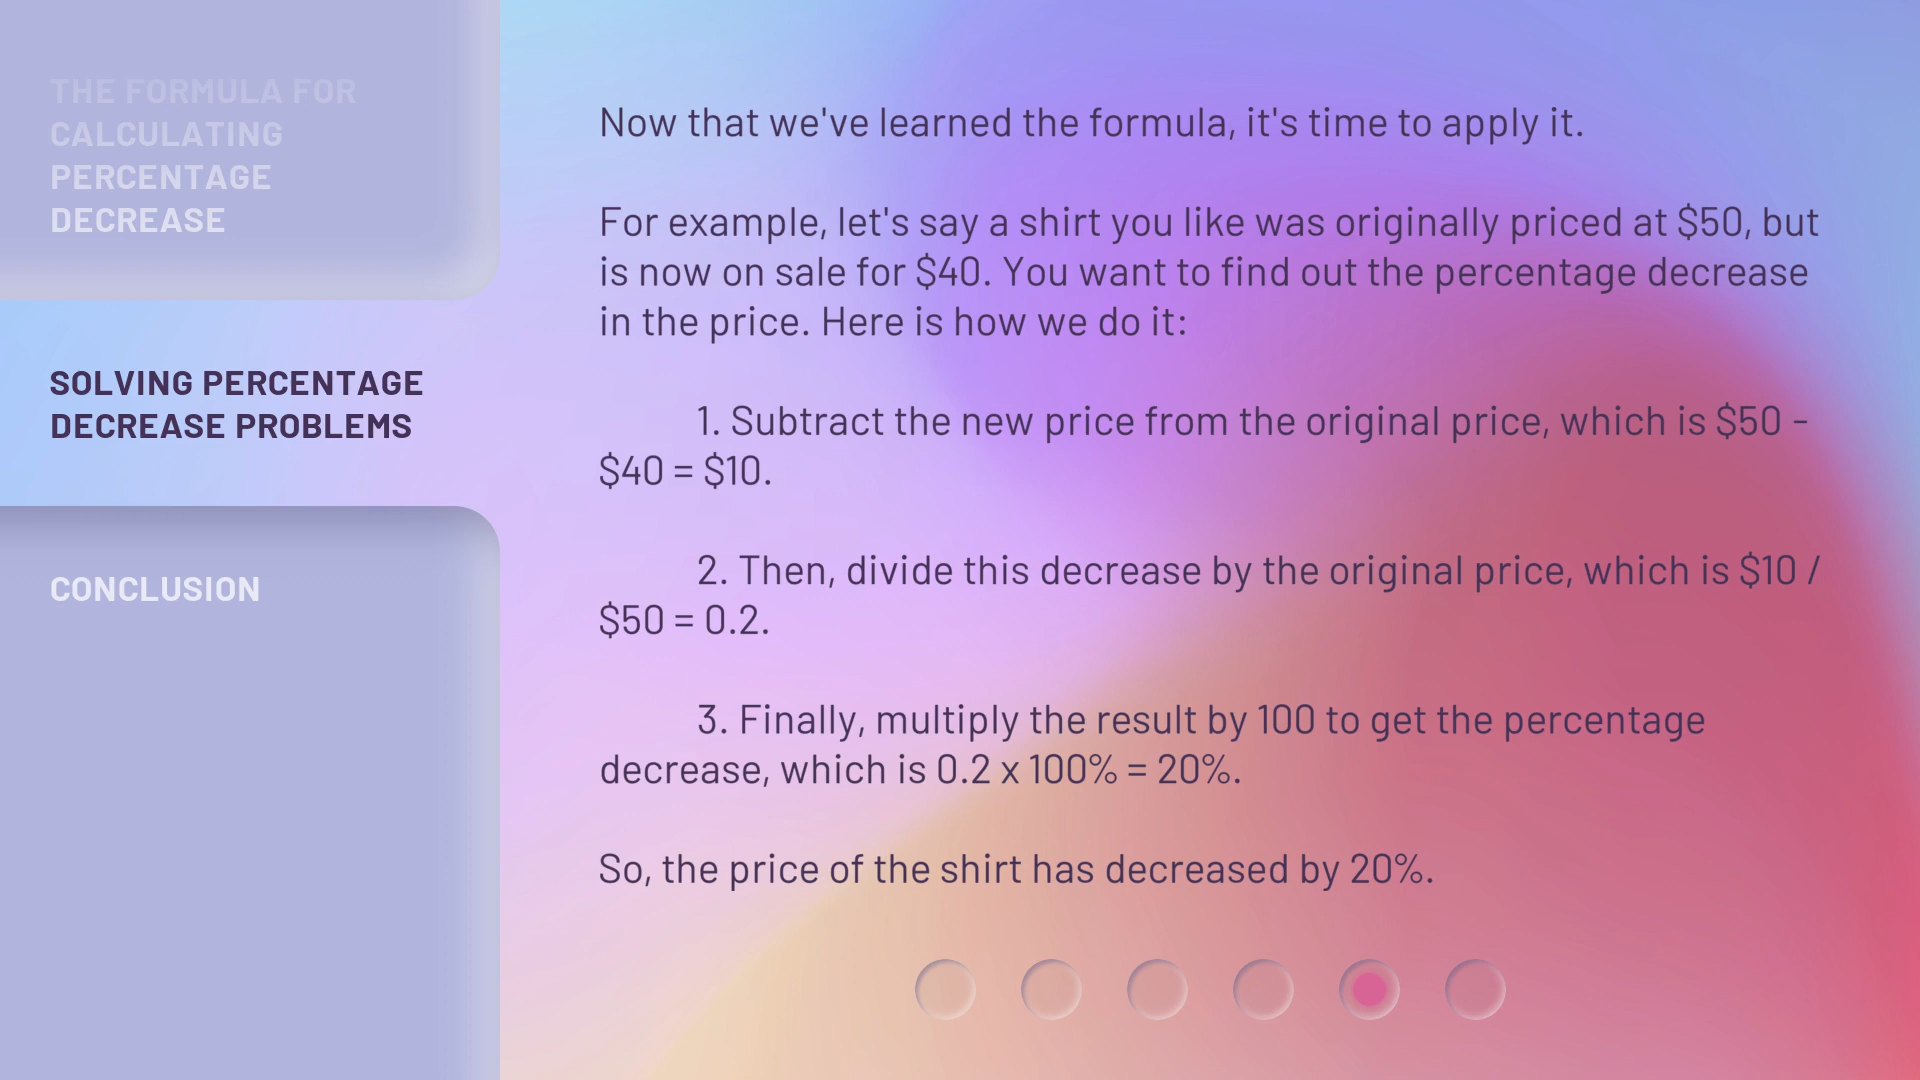 THE FORMULA FOR
CALCULATING
PERCENTAGE
DECREASE
SOLVING PERCENTAGE
DECREASE PROBLEMS
CONCLUSION
Now that we've learned the formula, it's time to apply it.
For example, let's say a shirt you like was originally priced at $50, but
is now on sale for $40. You want to find out the percentage decrease
in the price. Here is how we do it:
1. Subtract the new price from the original price, which is $50 -
$40 = $10.
2. Then, divide this decrease by the original price, which is $10 /
$50 = 0.2.
3. Finally, multiply the result by 100 to get the percentage
decrease, which is 0.2 x 100% = 20%.
So, the price of the shirt has decreased by 20%.